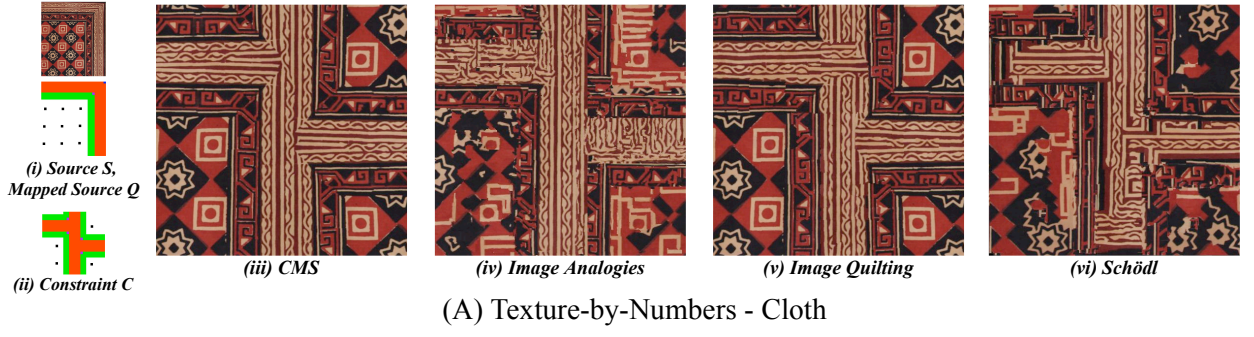 (i) Source S,
Mapped Source Q
(ii) Constraint C
(iii) CMS
(iv) Image Analogies
(v) Image Quilting
(vi) Schödl
(A) Texture-by-Numbers - Cloth